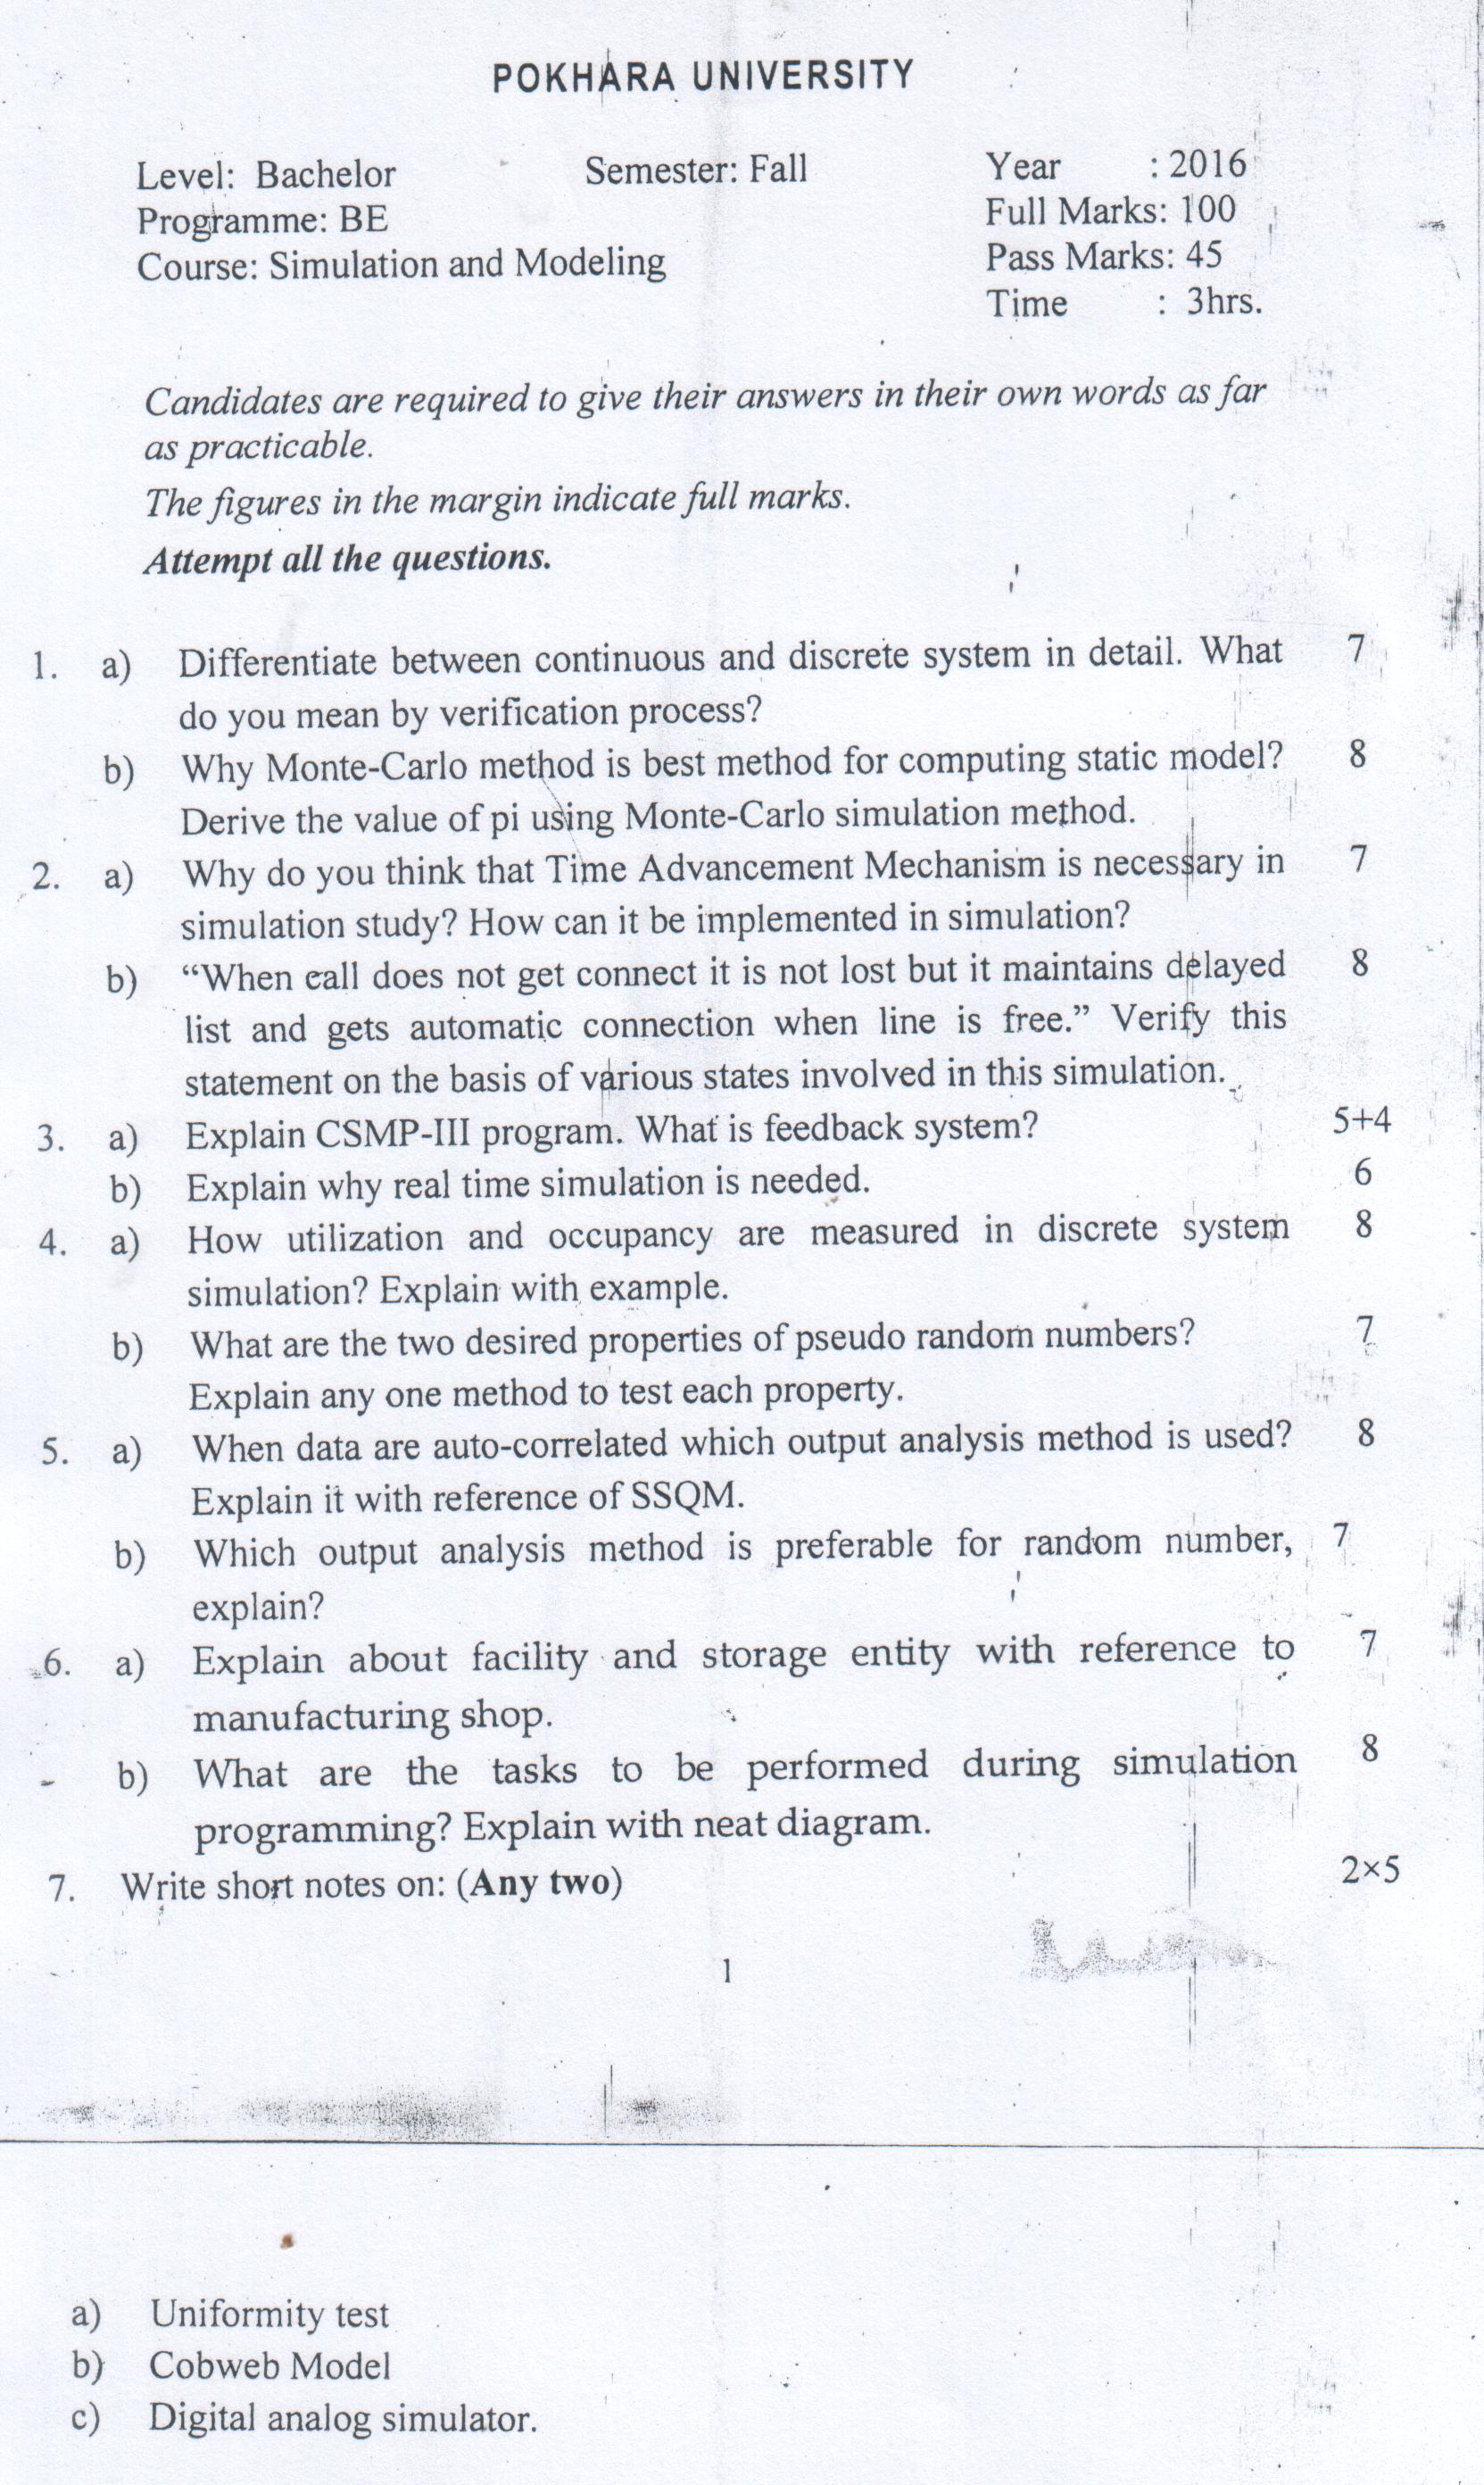 POKHARA UNIVERSITY
Level: Bachelor Semester: Fall Year : 2016
Programme: BE Full Marks: 100
Course: Simulation and Modeling Pass Marks: 45
Time : 3hrs.
Candidates are required to give their answers in their own words as far
as practicable.
The figures in the margin indicate full marks.
Attempt all the questions.
1. a) Differentiate between continuous and discrete system in detail. What 7
do you mean by verification process?
b) Why Monte-Carlo method is best method for computing static model? 8
Derive the value of pi using Monte-Carlo simulation method.
2. a) Why do you think that Time Advancement Mechanism is necessary in 7
simulation study? How can it be implemented in simulation?
b) “When call does not get connect it is not lost but it maintains delayed 8
list and gets automatic connection when line is free.” Verify this
statement on the basis of various states involved in this simulation.
3. a) Explain CSMP-III program. What is feedback system? 5+4
b) Explain why real time simulation is needed. 6
4. a) How utilization and occupancy are measured in discrete system 8
simulation? Explain with example.
b) What are the two desired properties of pseudo random numbers? 7
Explain any one method to test each property.
5. a) When data are auto-correlated which output analysis method is used? 8
Explain it with reference of SSQM.
b) Which output analysis method is preferable for random number, 7
explain?
6. a) Explain about facility and storage entity with reference to 7
manufacturing shop.
b) What are the tasks to be performed during simulation 8
programming? Explain with neat diagram.
7. Write short notes on: (Any two) 2×5
1
a) Uniformity test
b) Cobweb Model
c) Digital analog simulator.